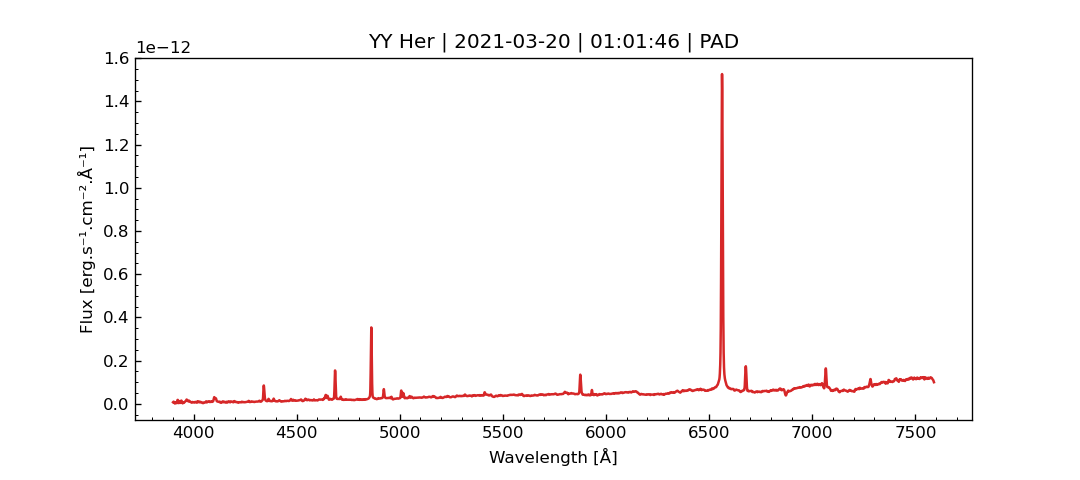 YY Her | 2021-03-20 | 01:01:46 | PAD
1e−12
1.6
1.4
1.2
1.0
0.8
0.6
0.4
0.2
0.0
Flux [erg.s⁻¹.cm⁻².Å⁻¹]
4000 4500 5000 5500 6000 6500 7000 7500
Wavelength [Å]